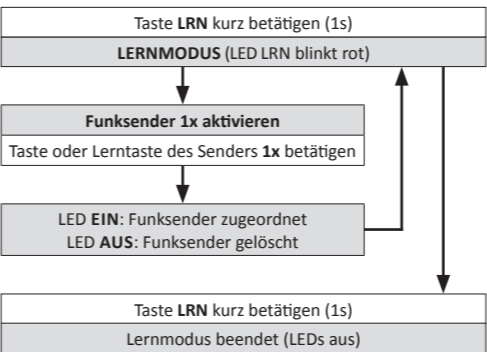 Taste LRN kurz betätigen (1s)
LERNMODUS (LED LRN blinkt rot)
Funksender 1x aktivieren
Taste oder Lerntaste des Senders 1x betätigen
LED EIN: Funksender zugeordnet
LED AUS: Funksender gelöscht
Taste LRN kurz betätigen (1s)
Lernmodus beendet (LEDs aus)